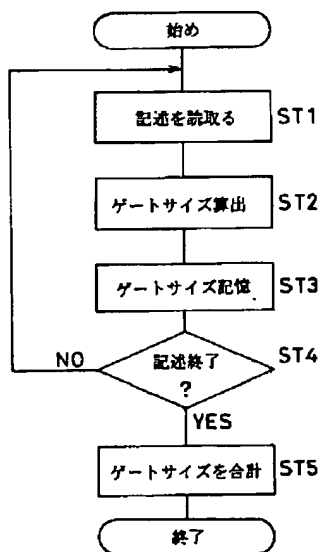 始め
記述を読取る ST1
ゲートサイズ算出 ST2
ゲートサイズ記憶 ST3
記述終了 ST4
NO
?
YES
ゲートサイズを合計 ST5
終了